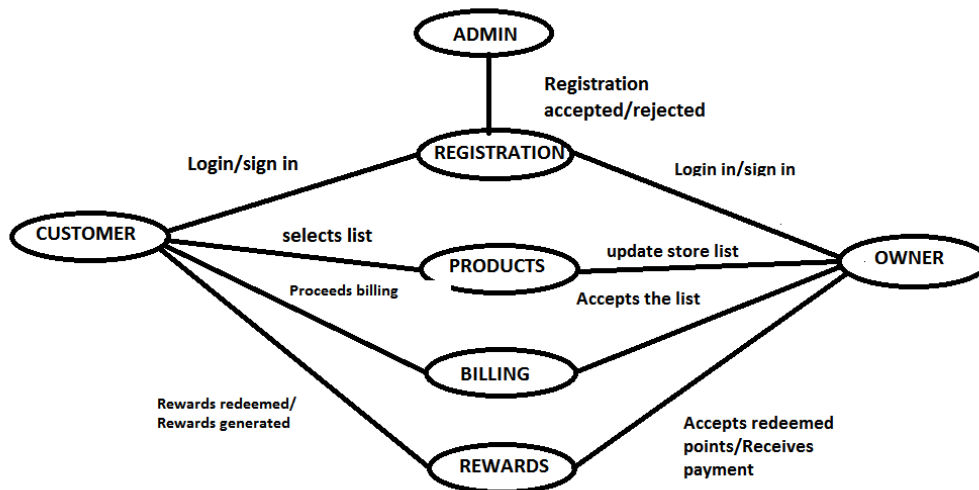 ADMIN
Registration
accepted/rejected
REGISTRATION
Login/sign in
Login in/sign in
CUSTOMER
selects list
PRODUCTS
update store list
OWNER
Proceeds billing
Accepts the list
BILLING
Rewards redeemed/
Rewards generated
Accepts redeemed
points/Receives
payment
REWARDS